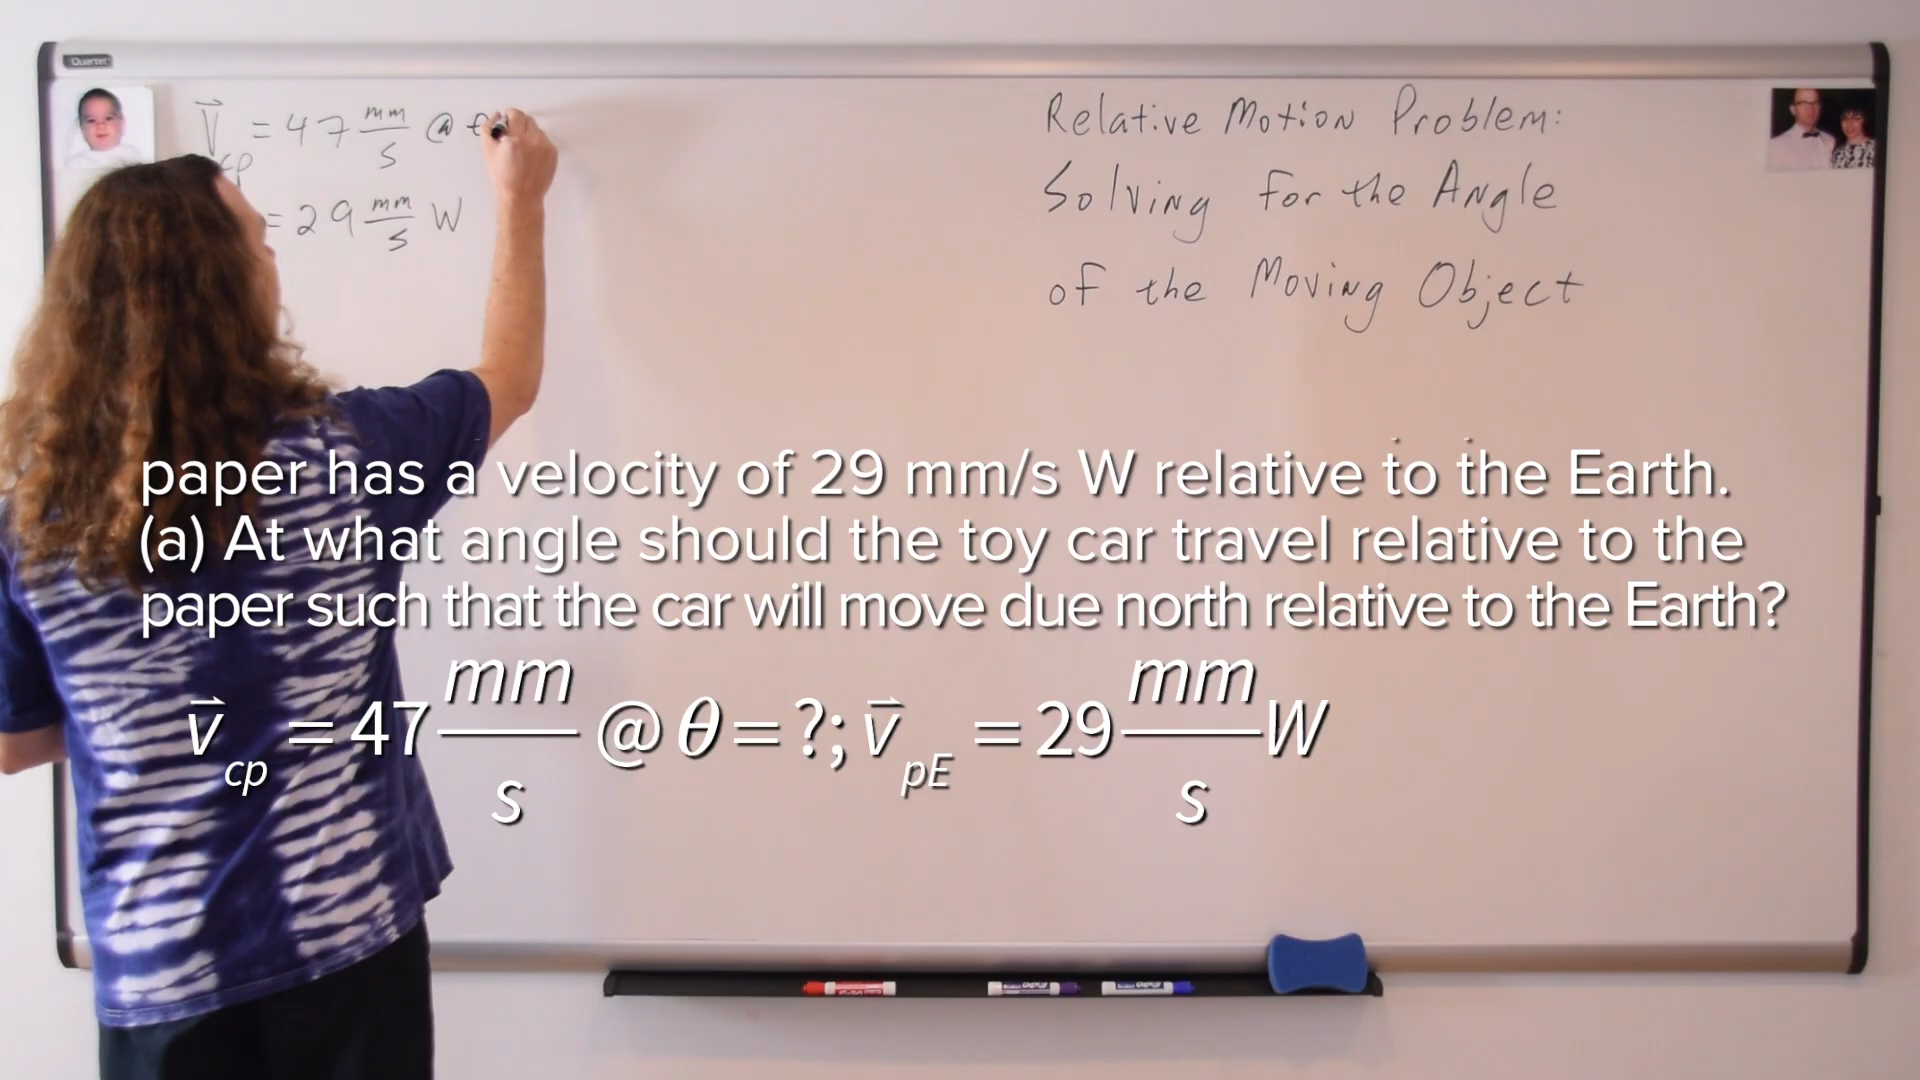 Quartet
v⃗cp = 47 mm/s @
= 29 mm/s W
Relative Motion Problem:
Solving for the Angle
of the Moving Object
paper has a velocity of 29 mm/s W relative to the Earth.
(a) At what angle should the toy car travel relative to the
paper such that the car will move due north relative to the Earth?
v⃗cp = 47 mm/s @ θ = ?; v⃗pE = 29 mm/s W